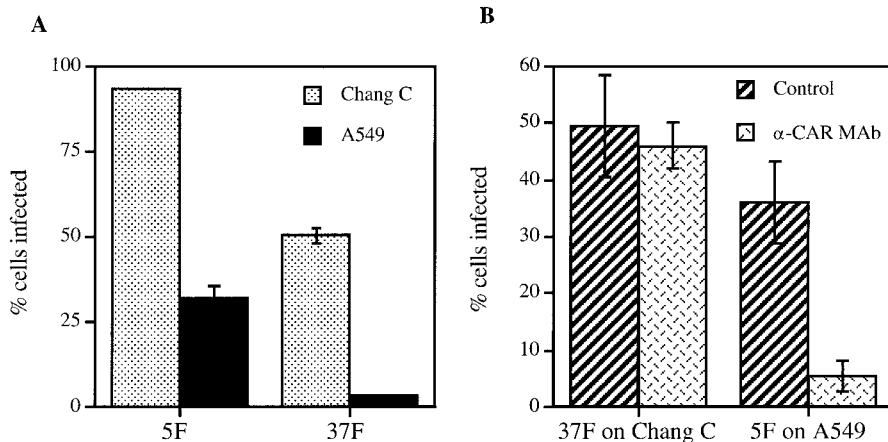 A
% cells infected
100
75
50
25
0
Chang C
A549
5F
37F
B
% cells infected
60
50
40
30
20
10
0
Control
α-CAR MAb
37F on Chang C
5F on A549